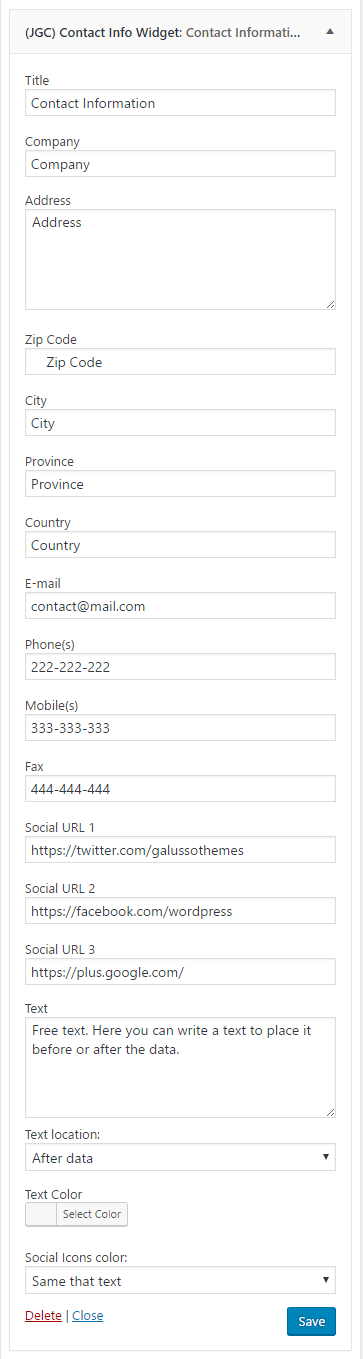 (JGC) Contact Info Widget: Contact Informati...
Title
Contact Information
Company
Company
Address
Address
Zip Code
Zip Code
City
City
Province
Province
Country
Country
E-mail
contact@mail.com
Phone(s)
222-222-222
Mobile(s)
333-333-333
Fax
444-444-444
Social URL 1
https://twitter.com/galussothemes
Social URL 2
https://facebook.com/wordpress
Social URL 3
https://plus.google.com/
Text
Free text. Here you can write a text to place it
before or after the data.
Text location:
After data
Text Color
Select Color
Social Icons color:
Same that text
Delete | Close
Save